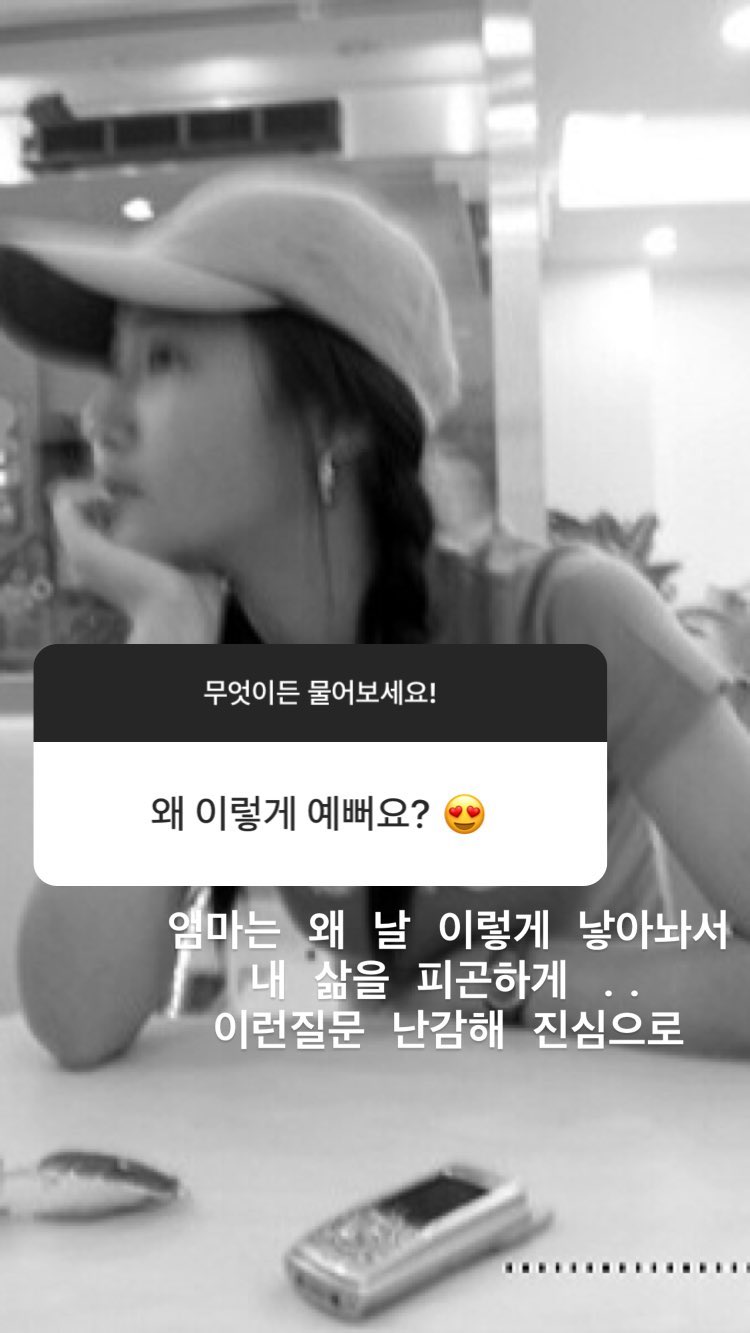 무엇이든 물어보세요!
왜 이렇게 예뻐요? 😍
엄마는 왜 날 이렇게 낳아놔서
내 삶을 피곤하게 ..
이런질문 난감해 진심으로